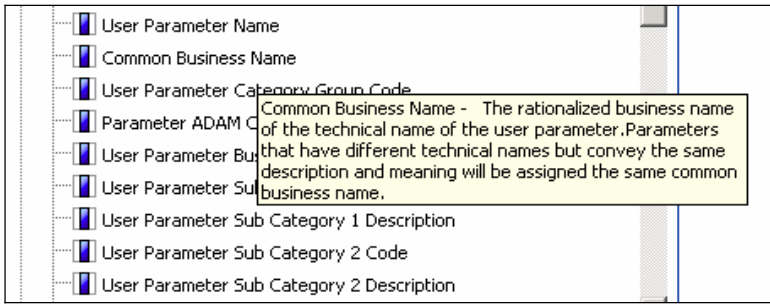 User Parameter Name
Common Business Name
User Parameter Category Group Code
Parameter ADAM
Common Business Name -   The rationalized business name
of the technical name of the user parameter.Parameters
that have different technical names but convey the same
description and meaning will be assigned the same common
business name.
User Parameter
User Parameter
User Parameter Sub Category 1 Description
User Parameter Sub Category 2 Code
User Parameter Sub Category 2 Description